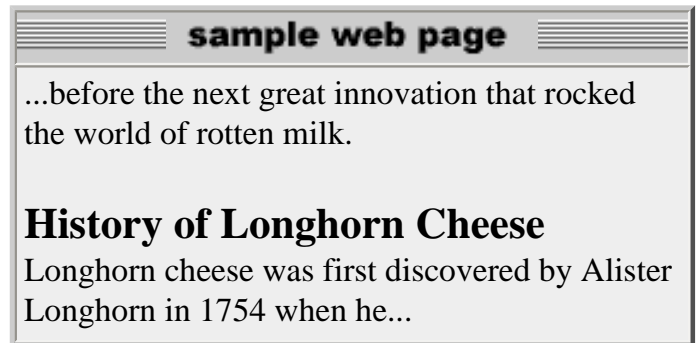 sample web page
...before the next great innovation that rocked
the world of rotten milk.
History of Longhorn Cheese
Longhorn cheese was first discovered by Alister
Longhorn in 1754 when he...